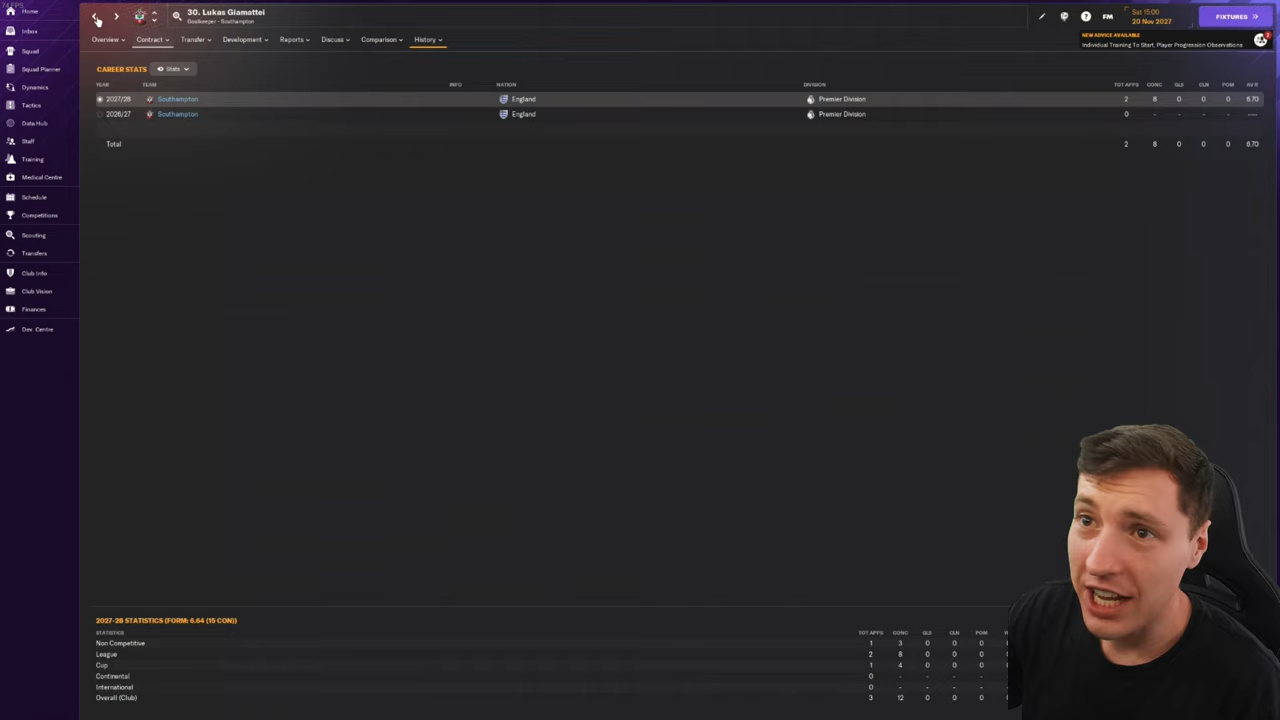 Home
30. Lukas Giamattei
Goalkeeper - Southampton
FM
Sat 15:00
20 Nov 2027
FIXTURES
Inbox
Overview
Contract
Transfer
Development
Reports
Discuss
Comparison
History
NEW ADVICE AVAILABLE
Individual Training To Start, Player Progression Observations
2
Squad
Squad Planner
Dynamics
Tactics
Data Hub
Staff
Training
Medical Centre
Schedule
Competitions
Scouting
Transfers
Club Info
Club Vision
Finances
Dev. Centre
CAREER STATS
Stats
YEAR TEAM INFO NATION DIVISION TOT APPS CONC GLS CLN POM AV R
2027/28 Southampton England Premier Division 2 8 0 0 0 6.70
2026/27 Southampton England Premier Division 0 - - - - ----
Total 2 8 0 0 0 6.70
2027-28 STATISTICS (FORM: 6.64 (15 CON))
STATISTICS TOT APPS CONC GLS CLN POM
Non Competitive 1 3 0 0 0
League 2 8 0 0 0
Cup 1 4 0 0 0
Continental 0 - - - -
International 0 - - - -
Overall (Club) 3 12 0 0 0